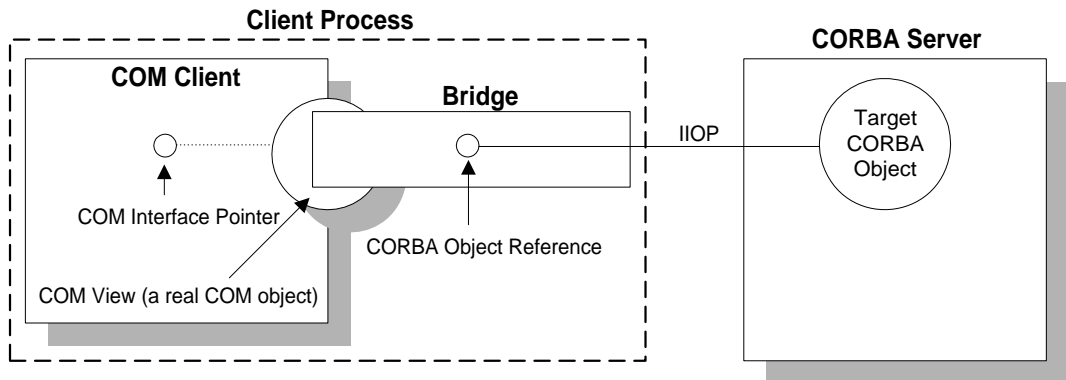 Client Process
CORBA Server
COM Client
Bridge
Target
CORBA
Object
IIOP
COM Interface Pointer
CORBA Object Reference
COM View (a real COM object)